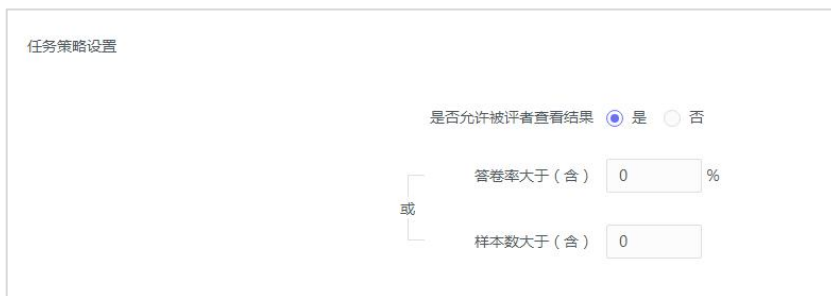 任务策略设置
是否允许被评者查看结果 是 否
答卷率大于（含） 0 %
或
样本数大于（含） 0